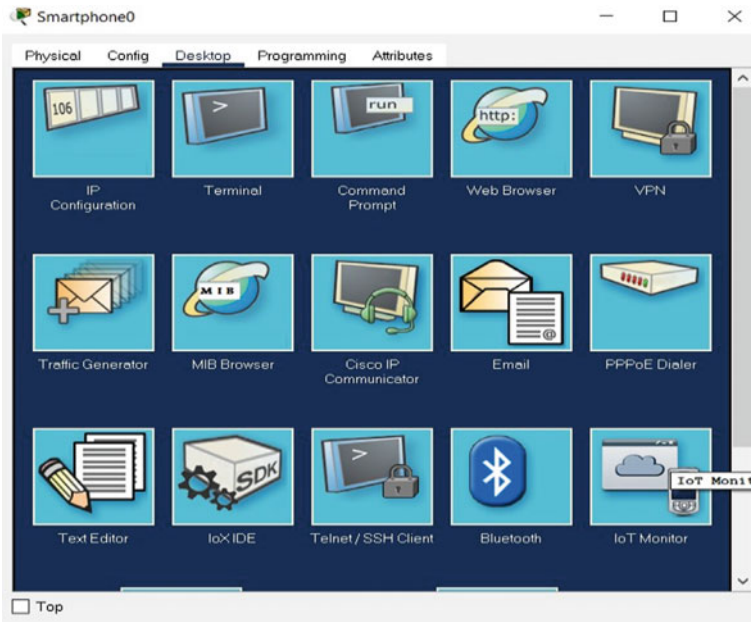 Smartphone0
Physical Config Desktop Programming Attributes
106
>
run
http:
IP
Configuration
Terminal
Command
Prompt
Web Browser
VPN
MIB
@
Traffic Generator
MIB Browser
Cisco IP
Communicator
Email
PPPoE Dialer
>
SDK
IoT Monit
Text Editor
IoX IDE
Telnet / SSH Client
Bluetooth
IoT Monitor
Top